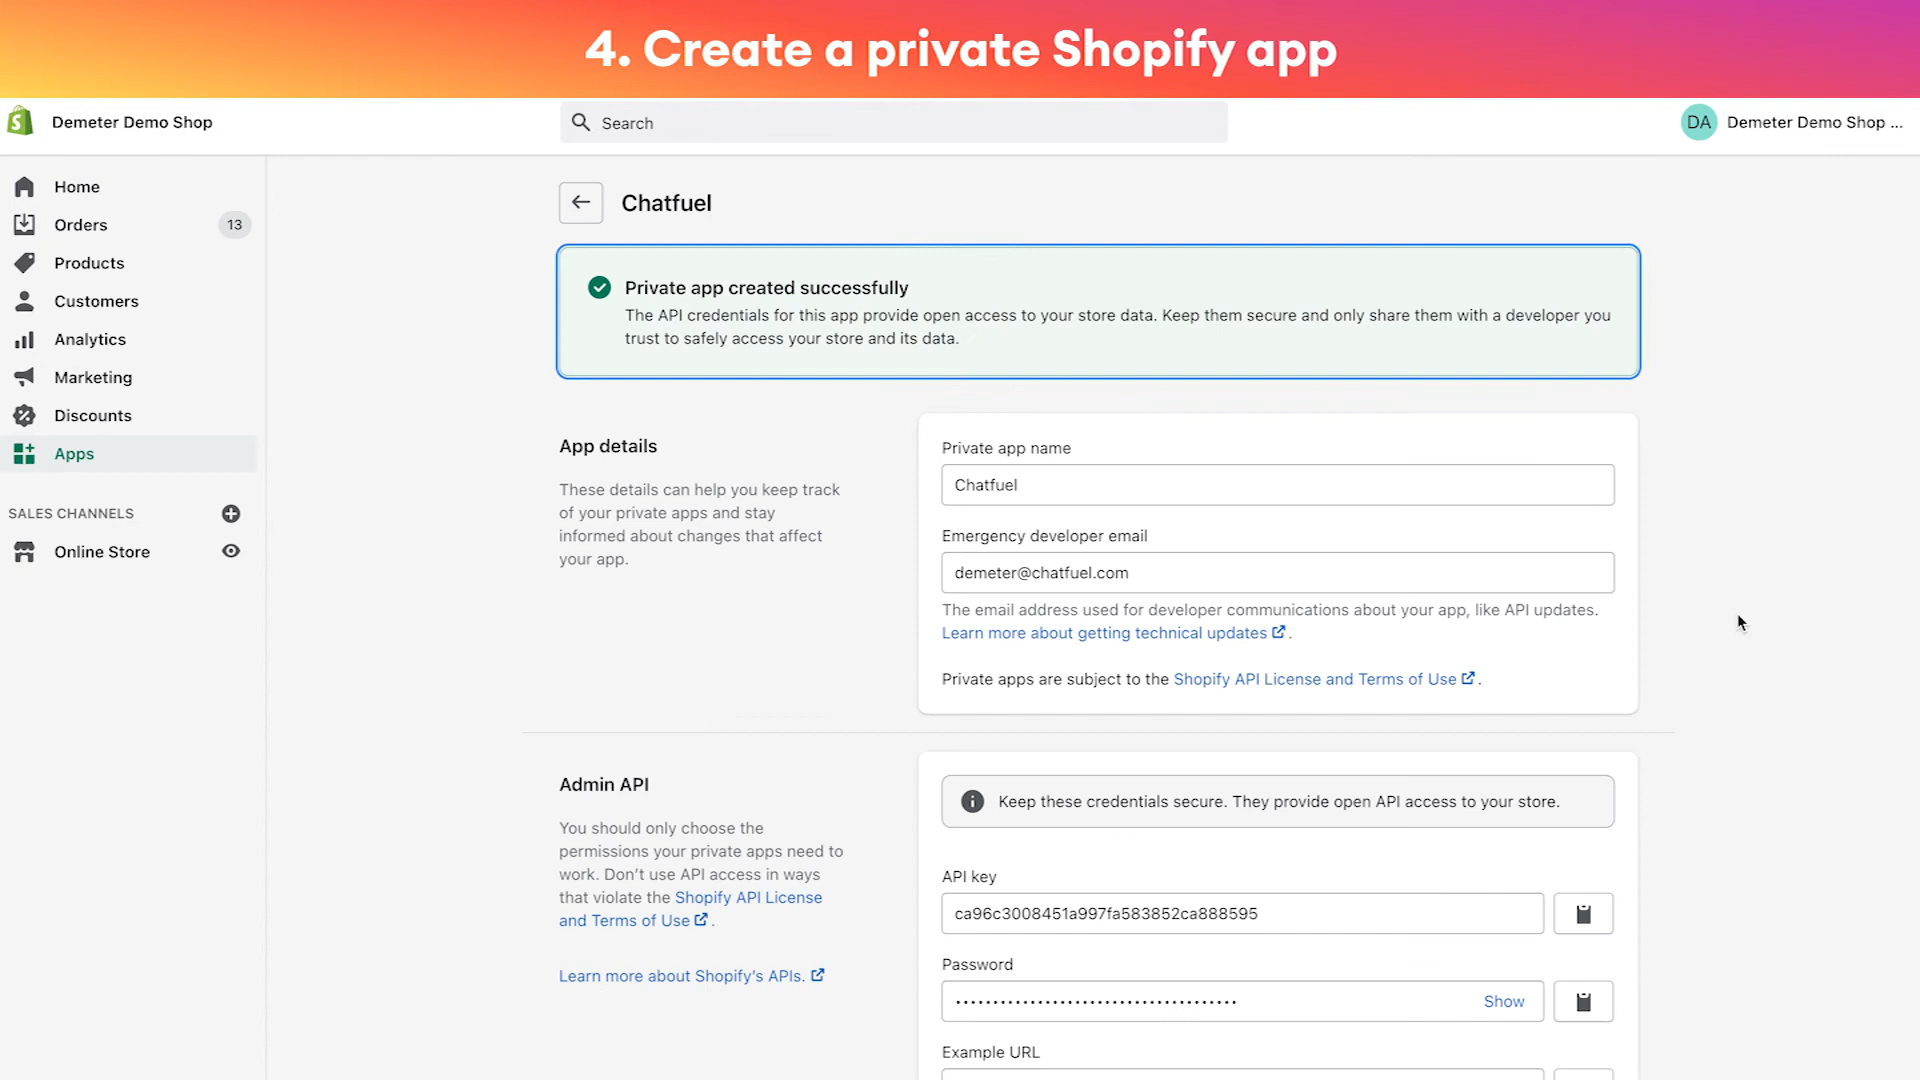 4. Create a private Shopify app
Demeter Demo Shop
Search
DA
Demeter Demo Shop ...
Home
Orders
13
Products
Customers
Analytics
Marketing
Discounts
Apps
SALES CHANNELS
Online Store
Chatfuel
Private app created successfully
The API credentials for this app provide open access to your store data. Keep them secure and only share them with a developer you
trust to safely access your store and its data.
App details
These details can help you keep track
of your private apps and stay
informed about changes that affect
your app.
Private app name
Chatfuel
Emergency developer email
demeter@chatfuel.com
The email address used for developer communications about your app, like API updates.
Learn more about getting technical updates.
Private apps are subject to the Shopify API License and Terms of Use.
Admin API
You should only choose the
permissions your private apps need to
work. Don't use API access in ways
that violate the Shopify API License
and Terms of Use.
Learn more about Shopify's APIs.
Keep these credentials secure. They provide open API access to your store.
API key
ca96c3008451a997fa583852ca888595
Password
••••••••••••••••••••••••••••••••••••••
Show
Example URL